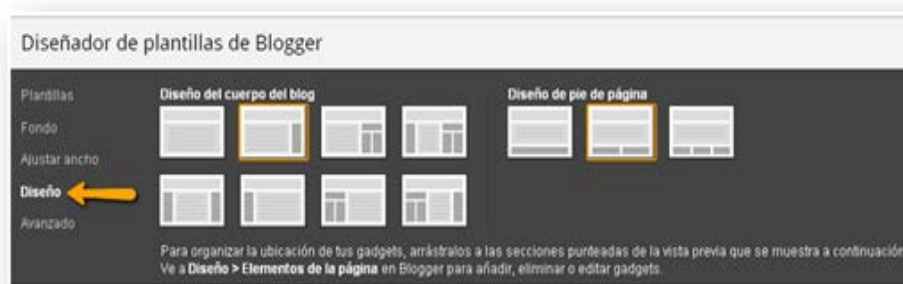 Diseñador de plantillas de Blogger
Plantillas
Fondo
Ajustar ancho
Diseño
Avanzado
Diseño del cuerpo del blog
Diseño de pie de página
Para organizar la ubicación de tus gadgets, arrástralos a las secciones punteadas de la vista previa que se muestra a continuación
Ve a Diseño > Elementos de la página en Blogger para añadir, eliminar o editar gadgets.